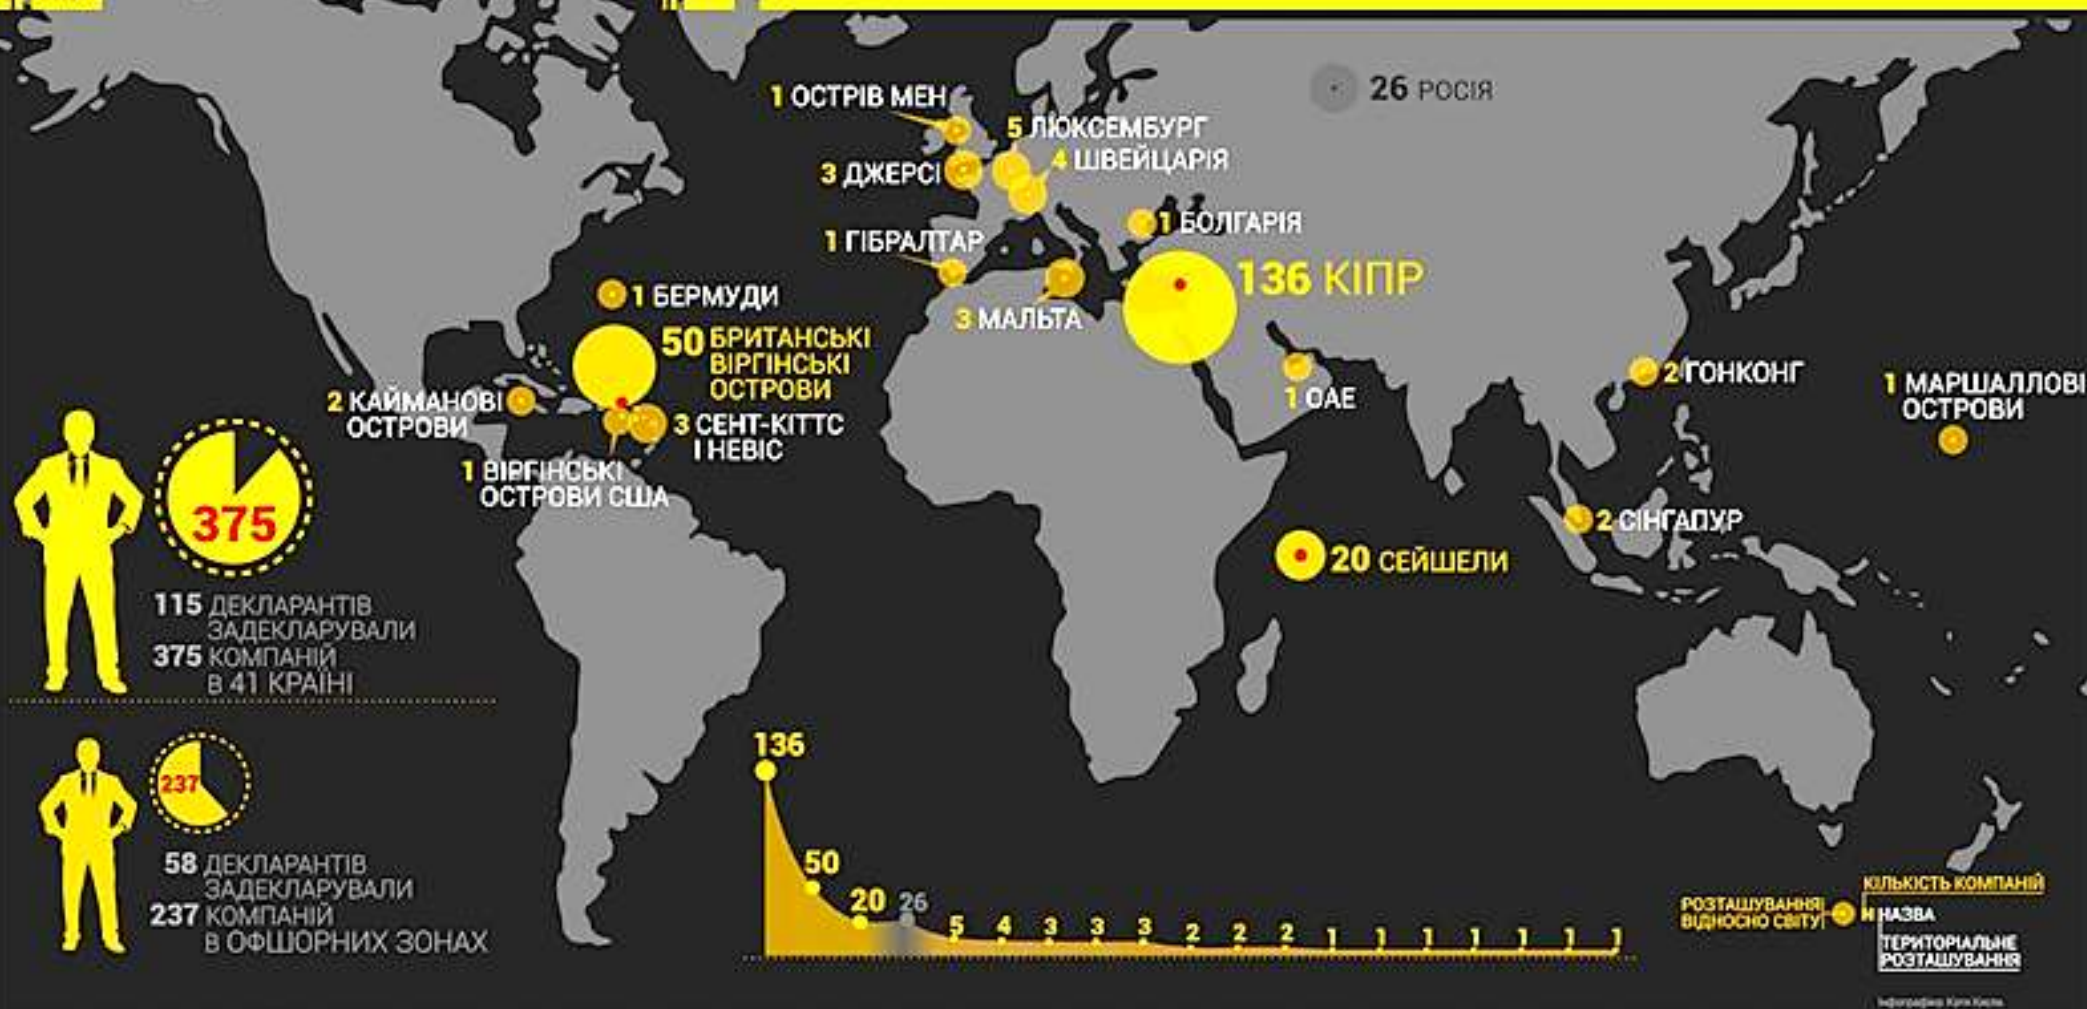 26 РОСІЯ
1 ОСТРІВ МЕН
5 ЛЮКСЕМБУРГ
4 ШВЕЙЦАРІЯ
3 ДЖЕРСІ
1 БОЛГАРІЯ
1 ГІБРАЛТАР
136 КІПР
3 МАЛЬТА
1 БЕРМУДИ
50 БРИТАНСЬКІ
ВІРГІНСЬКІ
ОСТРОВИ
2 КАЙМАНОВІ
ОСТРОВИ
3 СЕНТ-КІТТС
І НЕВІС
1 ВІРГІНСЬКІ
ОСТРОВИ США
1 ОАЕ
2 ГОНКОНГ
1 МАРШАЛЛОВІ
ОСТРОВИ
2 СІНГАПУР
20 СЕЙШЕЛИ
375
115 ДЕКЛАРАНТІВ
ЗАДЕКЛАРУВАЛИ
375 КОМПАНІЙ
В 41 КРАЇНІ
237
58 ДЕКЛАРАНТІВ
ЗАДЕКЛАРУВАЛИ
237 КОМПАНІЙ
В ОФШОРНИХ ЗОНАХ
136
50
20 26
5 4 3 3 3 2 2 2 1 1 1 1 1 1 1
КІЛЬКІСТЬ КОМПАНІЙ
РОЗТАШУВАННЯ
ВІДНОСНО СВІТУ
N НАЗВА
ТЕРИТОРІАЛЬНЕ
РОЗТАШУВАННЯ
Інфографіка: Катя